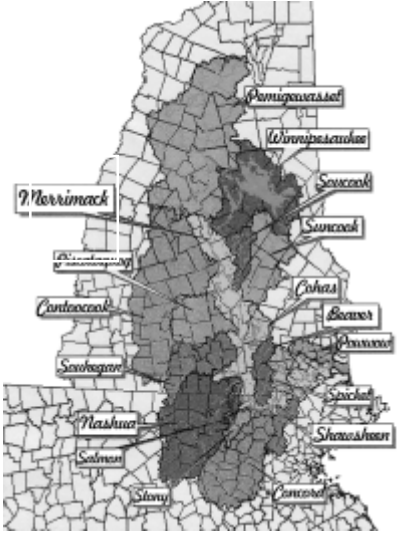 Pemigewasset
Winnipesaukee
Soucook
Merrimack
Suncook
Piscataquog
Cohas
Contoocook
Beaver
Powwow
Souhegan
Spicket
Nashua
Shawsheen
Salmon
Stony
Concord